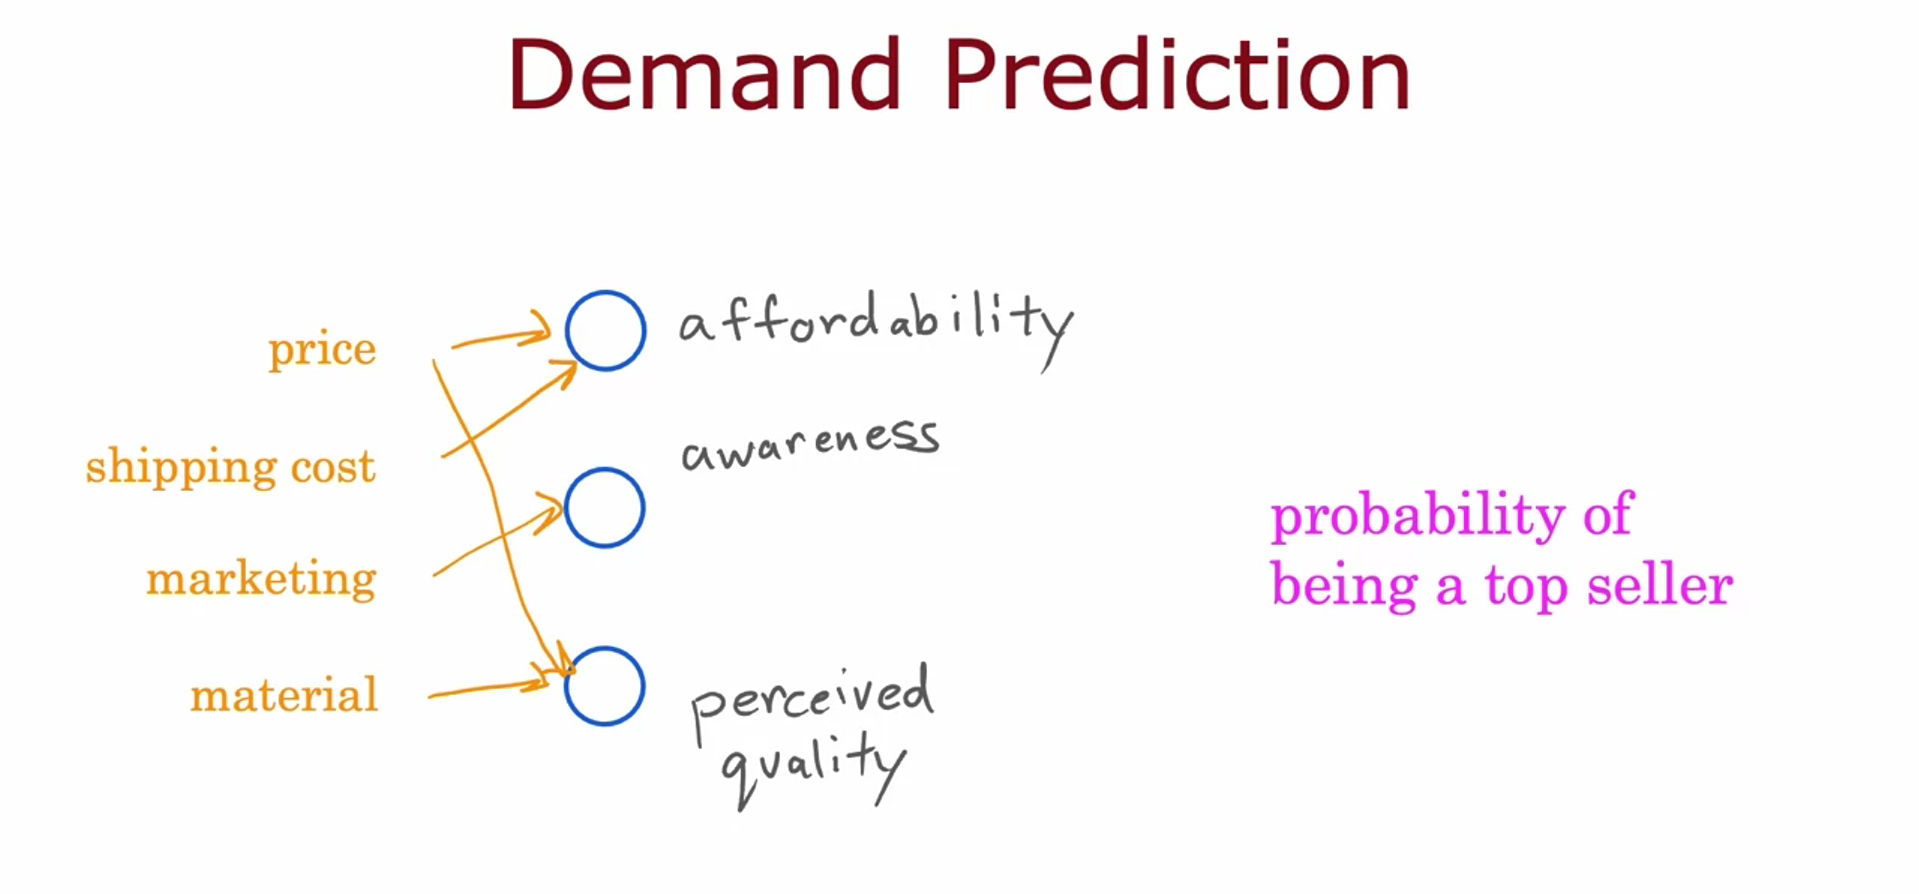 Demand Prediction
price
shipping cost
marketing
material
affordability
awareness
perceived
quality
probability of
being a top seller